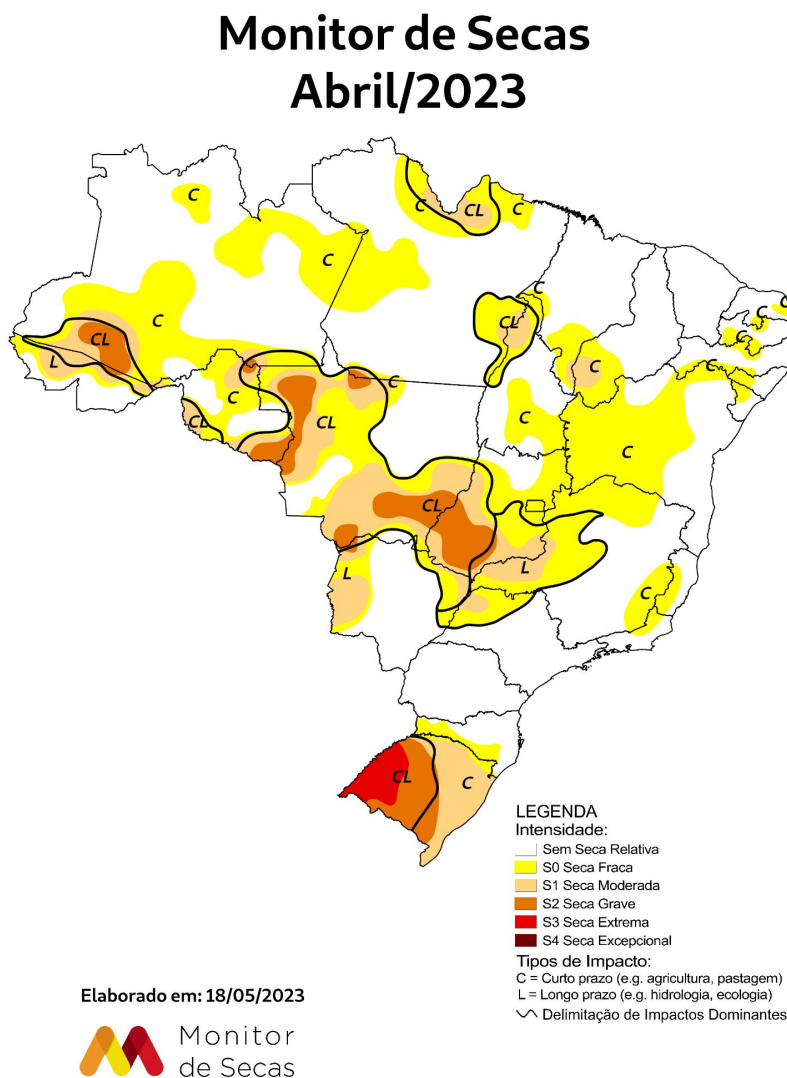 Monitor de Secas
Abril/2023
C
C
CL
C
C
C
C
CL
L
C
CL
C
C
C
C
C
C
CL
C
CL
C
C
CL
L
L
C
CL
C
LEGENDA
Intensidade:
Sem Seca Relativa
S0 Seca Fraca
S1 Seca Moderada
S2 Seca Grave
S3 Seca Extrema
S4 Seca Excepcional
Tipos de Impacto:
C = Curto prazo (e.g. agricultura, pastagem)
L = Longo prazo (e.g. hidrologia, ecologia)
Delimitação de Impactos Dominantes
Elaborado em: 18/05/2023
Monitor
de Secas